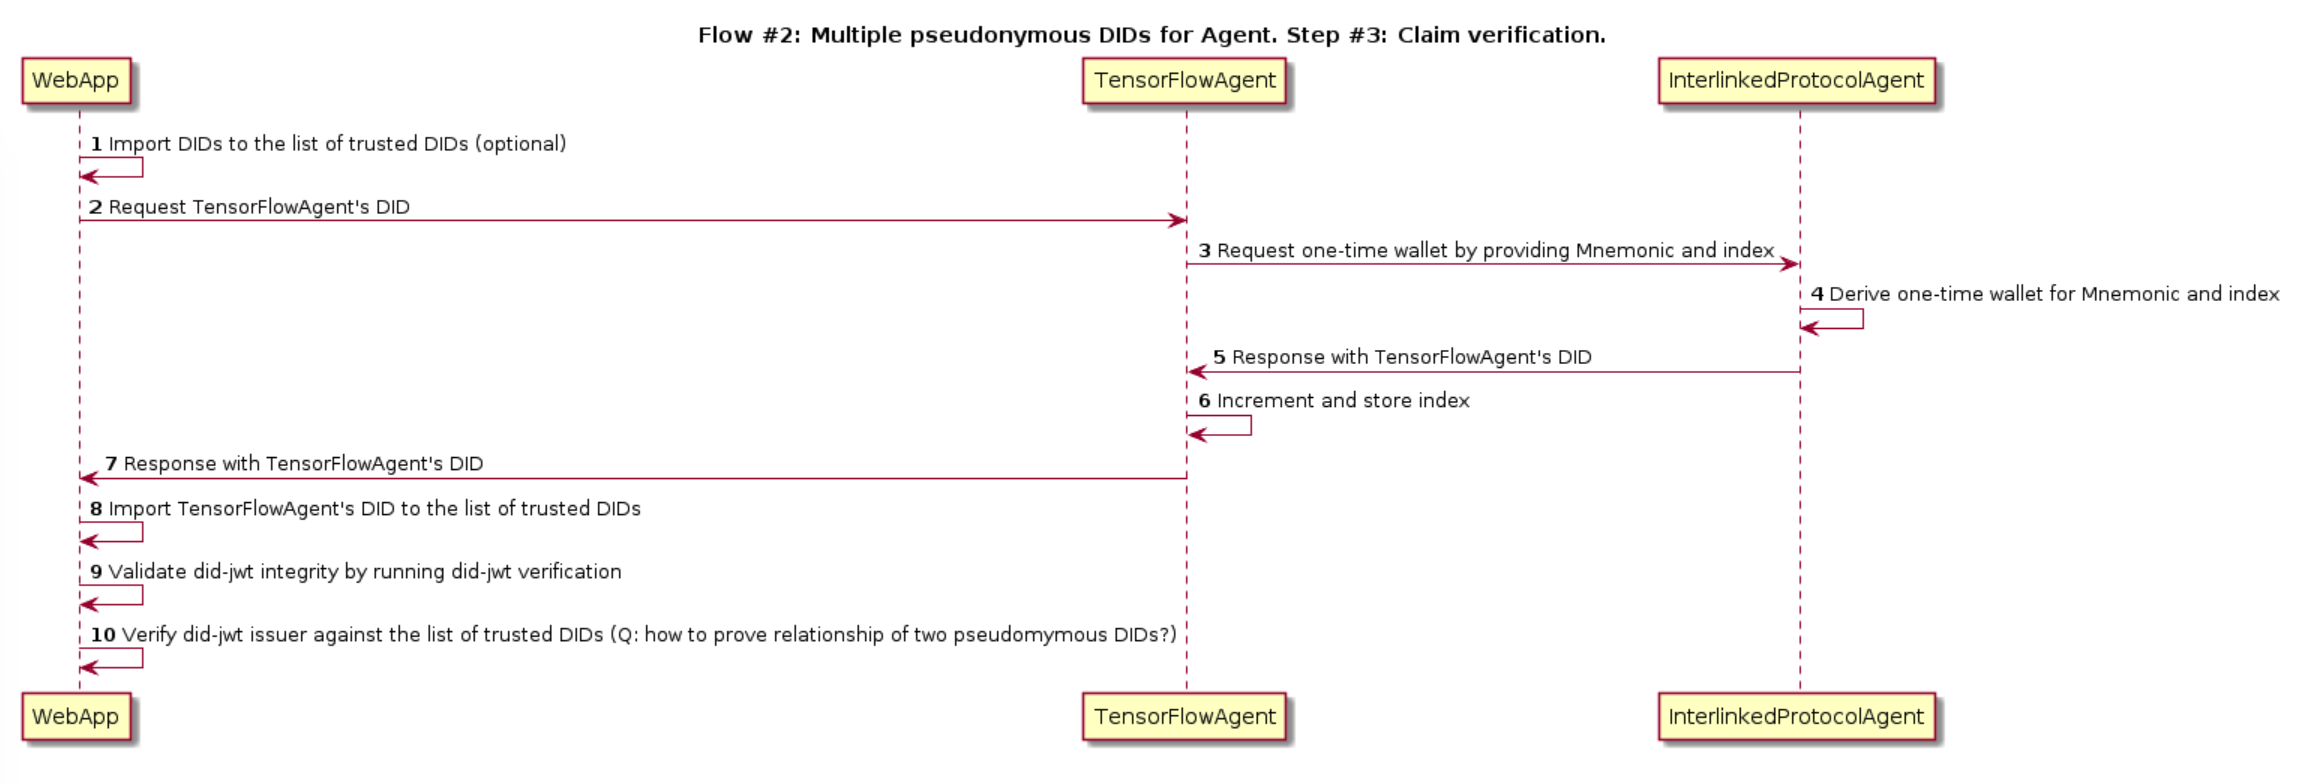 Flow #2: Multiple pseudonymous DIDs for Agent. Step #3: Claim verification.
WebApp
TensorFlowAgent
InterlinkedProtocolAgent
1 Import DIDs to the list of trusted DIDs (optional)
2 Request TensorFlowAgent's DID
3 Request one-time wallet by providing Mnemonic and index
4 Derive one-time wallet for Mnemonic and index
5 Response with TensorFlowAgent's DID
6 Increment and store index
7 Response with TensorFlowAgent's DID
8 Import TensorFlowAgent's DID to the list of trusted DIDs
9 Validate did-jwt integrity by running did-jwt verification
10 Verify did-jwt issuer against the list of trusted DIDs (Q: how to prove relationship of two pseudomymous DIDs?)
WebApp
TensorFlowAgent
InterlinkedProtocolAgent